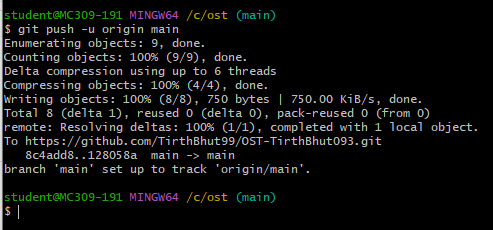 student@MC309-191 MINGW64 /c/ost (main)
$ git push -u origin main
Enumerating objects: 9, done.
Counting objects: 100% (9/9), done.
Delta compression using up to 6 threads
Compressing objects: 100% (4/4), done.
Writing objects: 100% (8/8), 750 bytes | 750.00 KiB/s, done.
Total 8 (delta 1), reused 0 (delta 0), pack-reused 0 (from 0)
remote: Resolving deltas: 100% (1/1), completed with 1 local object.
To https://github.com/TirthBhut99/OST-TirthBhut093.git
   8c4add8..128058a  main -> main
branch 'main' set up to track 'origin/main'.

student@MC309-191 MINGW64 /c/ost (main)
$